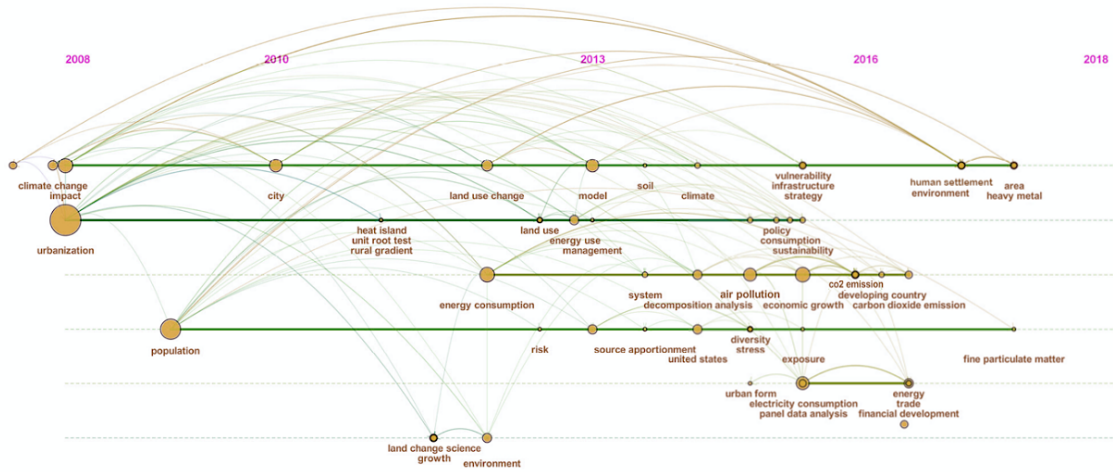 2008 2010 2013 2016 2018
climate change
impact
city
land use change
model
soil
climate
vulnerability
infrastructure
strategy
human settlement
environment
area
heavy metal
urbanization
heat island
unit root test
rural gradient
land use
energy use
management
policy
consumption
sustainability
energy consumption
system
decomposition analysis
air pollution
economic growth
co2 emission
developing country
carbon dioxide emission
population
risk
source apportionment
united states
diversity
stress
exposure
fine particulate matter
urban form
electricity consumption
panel data analysis
energy
trade
financial development
land change science
growth
environment